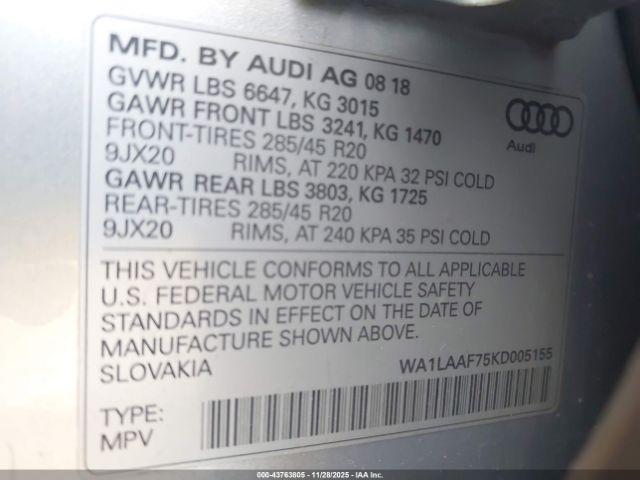 MFD. BY AUDI AG 08 18
GVWR LBS 6647, KG 3015
GAWR FRONT LBS 3241, KG 1470
FRONT-TIRES 285/45 R20
9JX20 RIMS, AT 220 KPA 32 PSI COLD
GAWR REAR LBS 3803, KG 1725
REAR-TIRES 285/45 R20
9JX20 RIMS, AT 240 KPA 35 PSI COLD
Audi
THIS VEHICLE CONFORMS TO ALL APPLICABLE
U.S. FEDERAL MOTOR VEHICLE SAFETY
STANDARDS IN EFFECT ON THE DATE OF
MANUFACTURE SHOWN ABOVE.
SLOVAKIA WA1LAAF75KD005155
TYPE:
MPV
000-43763805 - 11/28/2025 - IAAI.CA